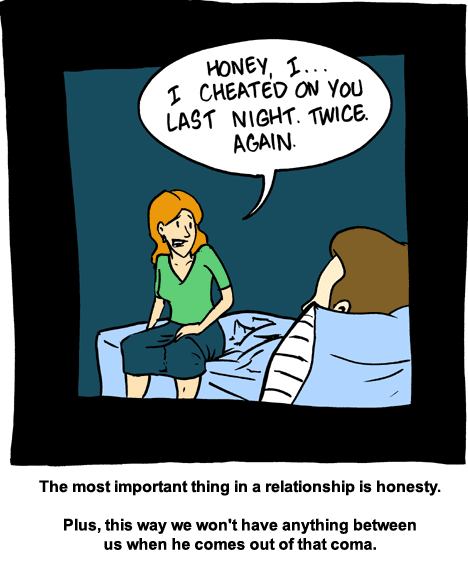 HONEY, I...
I CHEATED ON YOU
LAST NIGHT. TWICE.
AGAIN.
The most important thing in a relationship is honesty.
Plus, this way we won't have anything between
us when he comes out of that coma.